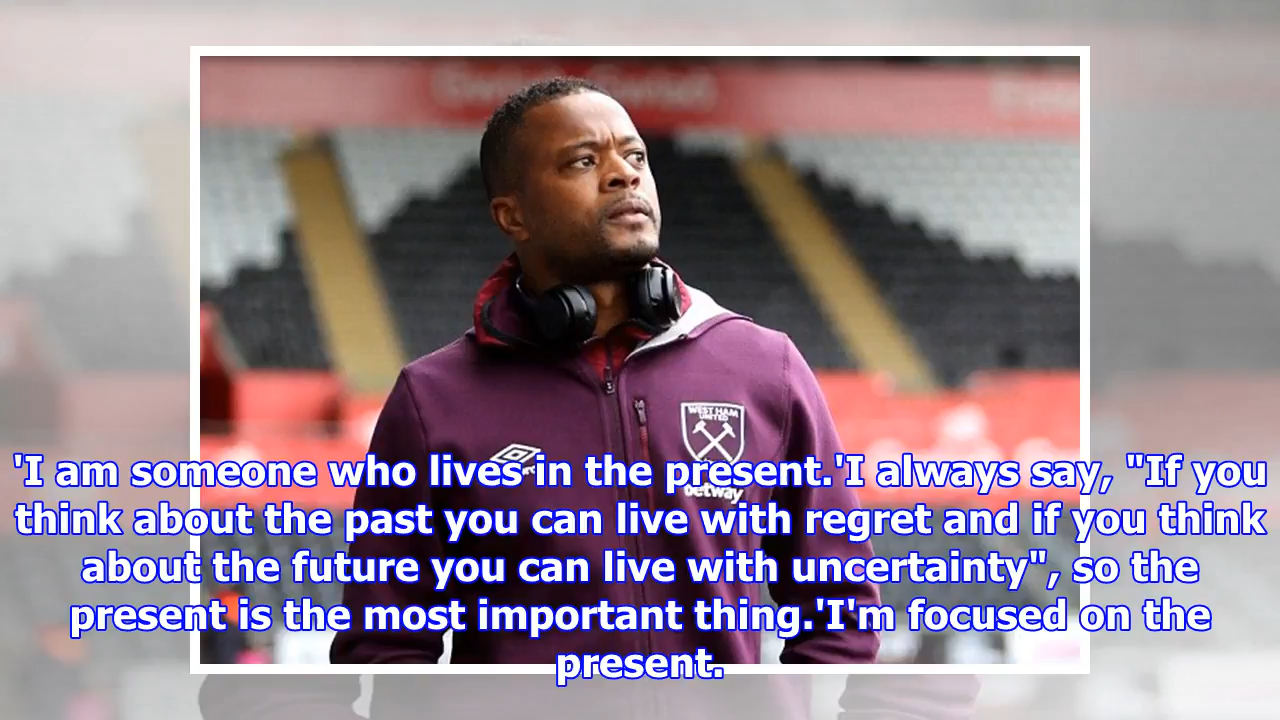 WEST HAM
UNITED
betway
'I am someone who lives in the present.'I always say, "If you
think about the past you can live with regret and if you think
about the future you can live with uncertainty", so the
present is the most important thing.'I'm focused on the
present.